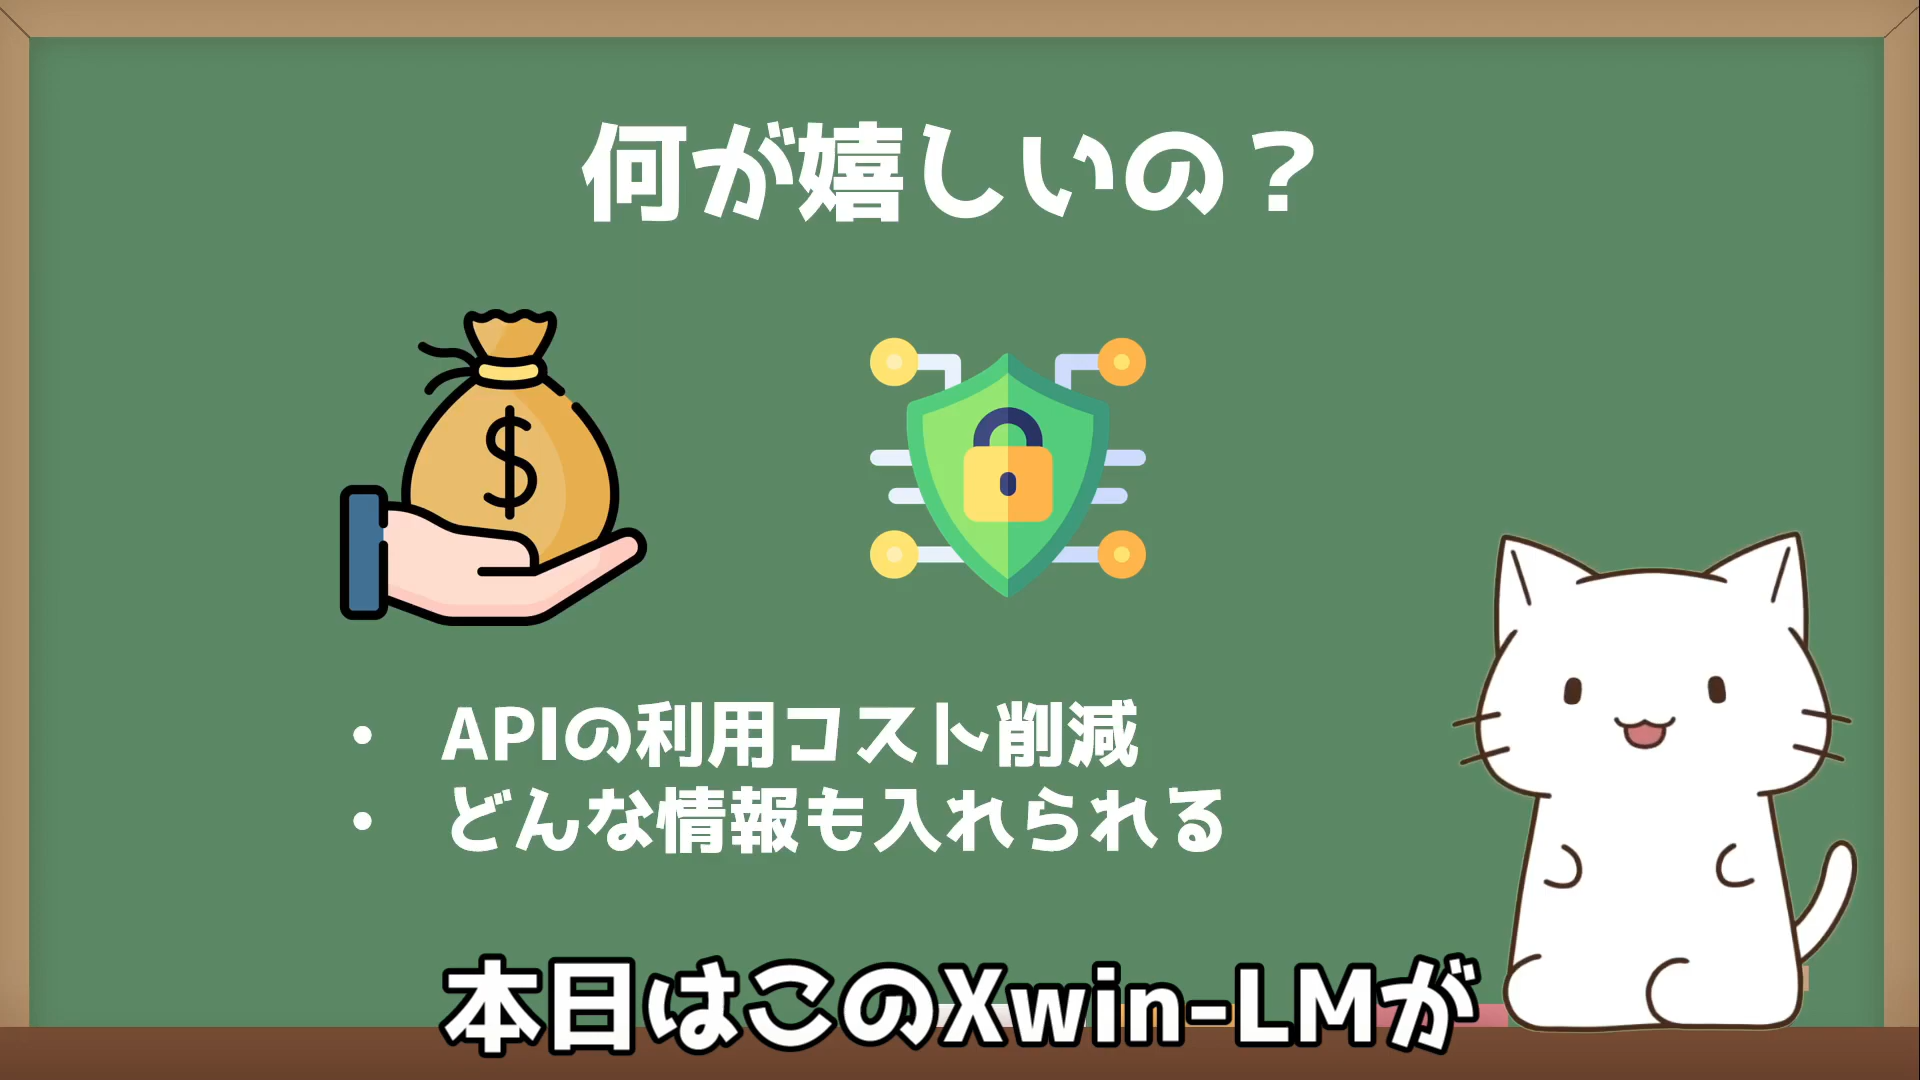 何が嬉しいの？
$
• APIの利用コスト削減
• どんな情報も入れられる
本日はこのXwin-LMが